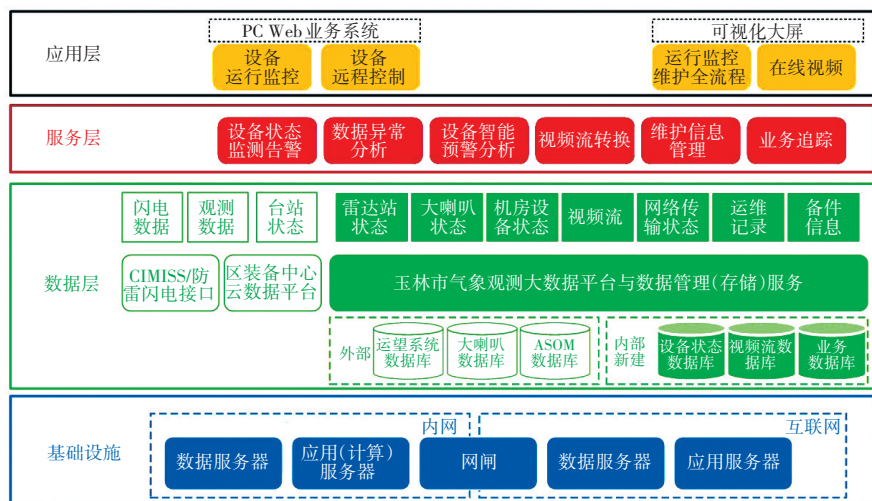 应用层
PC Web业务系统
设备
运行监控
设备
远程控制
可视化大屏
运行监控
维护全流程
在线视频
服务层
设备状态
监测告警
数据异常
分析
设备智能
预警分析
视频流转换
维护信息
管理
业务追踪
数据层
闪电
数据
观测
数据
台站
状态
雷达站
状态
大喇叭
状态
机房设
备状态
视频流
网络传
输状态
运维
记录
备件
信息
CIMISS/防
雷闪电接口
区装备中心
云数据平台
玉林市气象观测大数据平台与数据管理(存储)服务
外部
运望系统
数据库
大喇叭
数据库
ASOM
数据库
内部
新建
设备状态
数据库
视频流数
据库
业务
数据库
基础设施
内网
数据服务器
应用(计算)
服务器
网闸
互联网
数据服务器
应用服务器